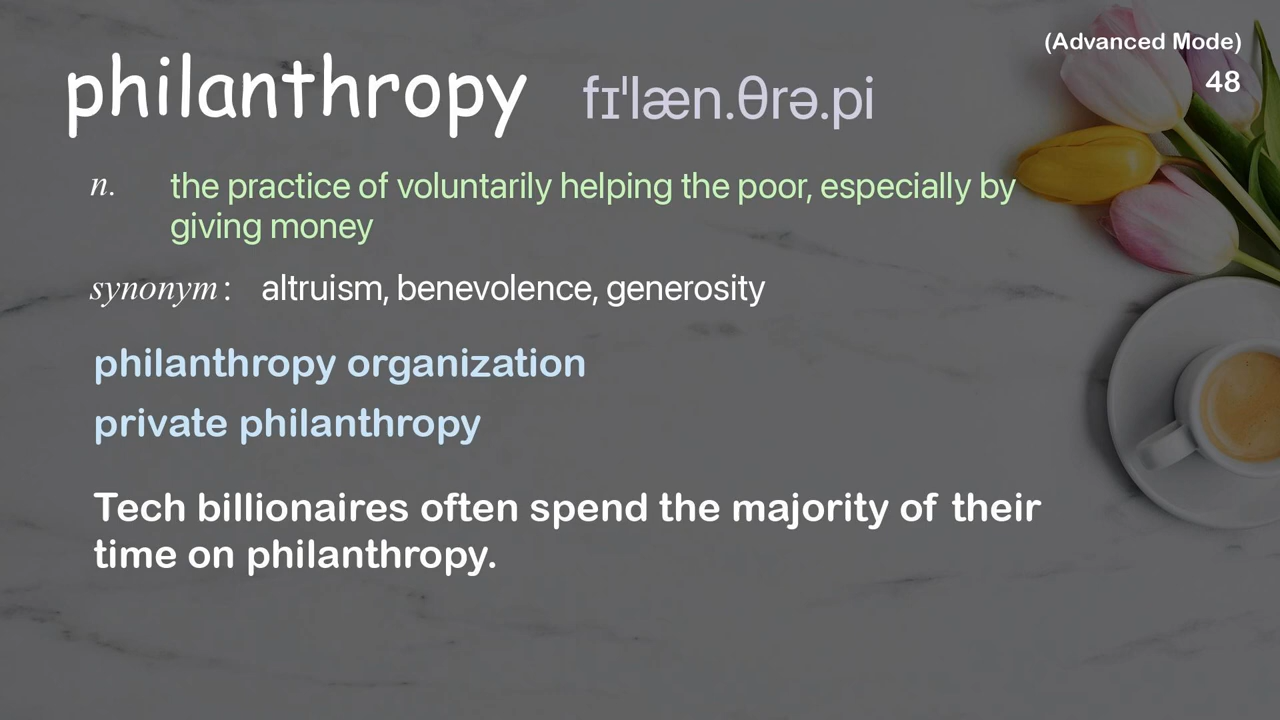 (Advanced Mode)
philanthropy fɪˈlæn.θrə.pi
48
n. the practice of voluntarily helping the poor, especially by
giving money
synonym: altruism, benevolence, generosity
philanthropy organization
private philanthropy
Tech billionaires often spend the majority of their
time on philanthropy.